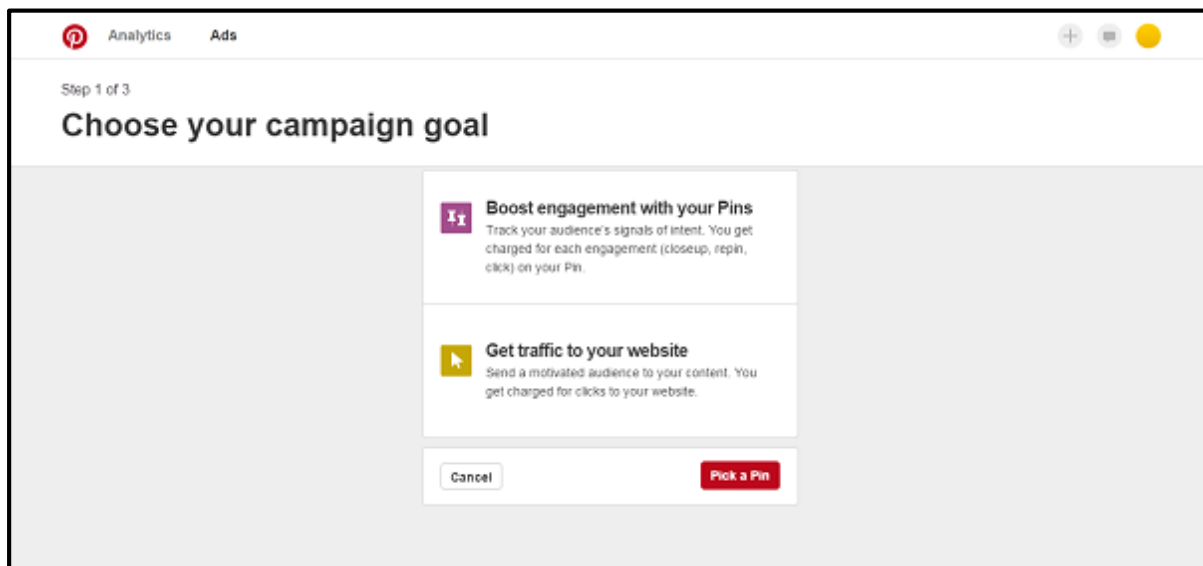 Analytics Ads
Step 1 of 3
Choose your campaign goal
Boost engagement with your Pins
Track your audience's signals of intent. You get
charged for each engagement (closeup, repin,
click) on your Pin.
Get traffic to your website
Send a motivated audience to your content. You
get charged for clicks to your website.
Cancel Pick a Pin